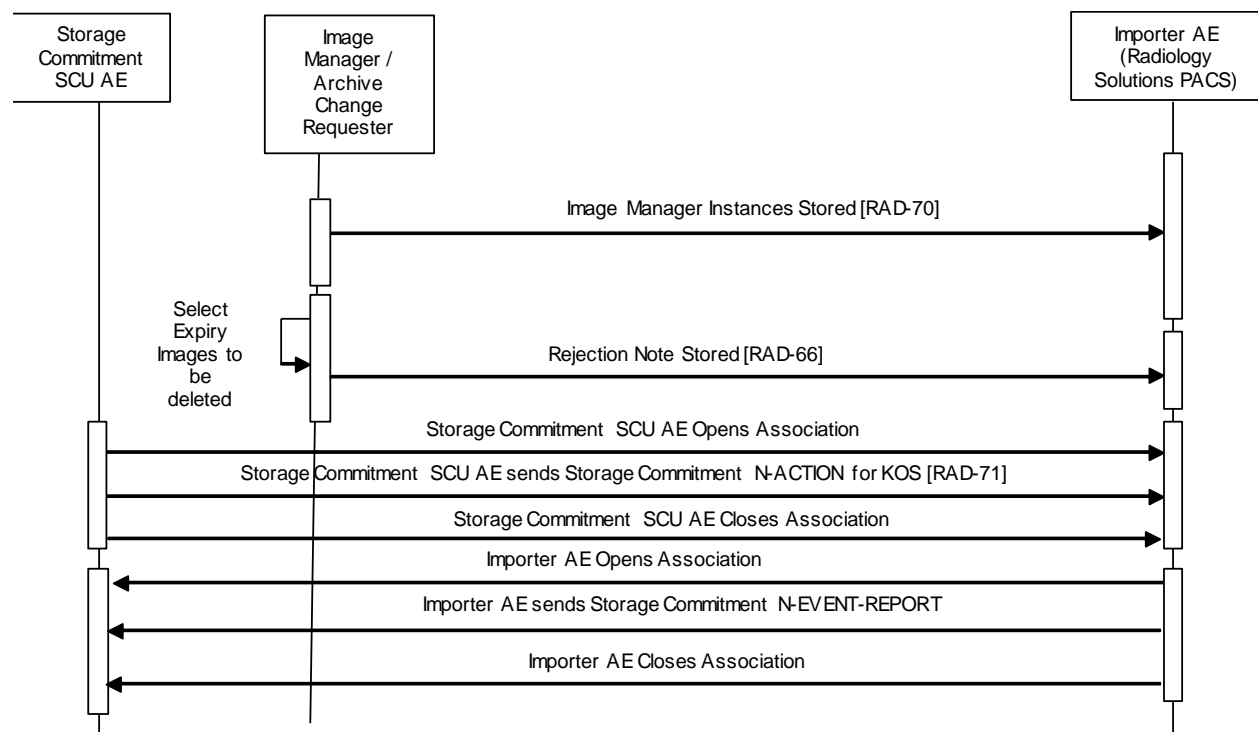 Storage
Commitment
SCU AE
Image
Manager /
Archive
Change
Requester
Importer AE
(Radiology
Solutions PACS)
Image Manager Instances Stored [RAD-70]
Select
Expiry
Images to
be
deleted
Rejection Note Stored [RAD-66]
Storage Commitment SCU AE Opens Association
Storage Commitment SCU AE sends Storage Commitment N-ACTION for KOS [RAD-71]
Storage Commitment SCU AE Closes Association
Importer AE Opens Association
Importer AE sends Storage Commitment N-EVENT-REPORT
Importer AE Closes Association